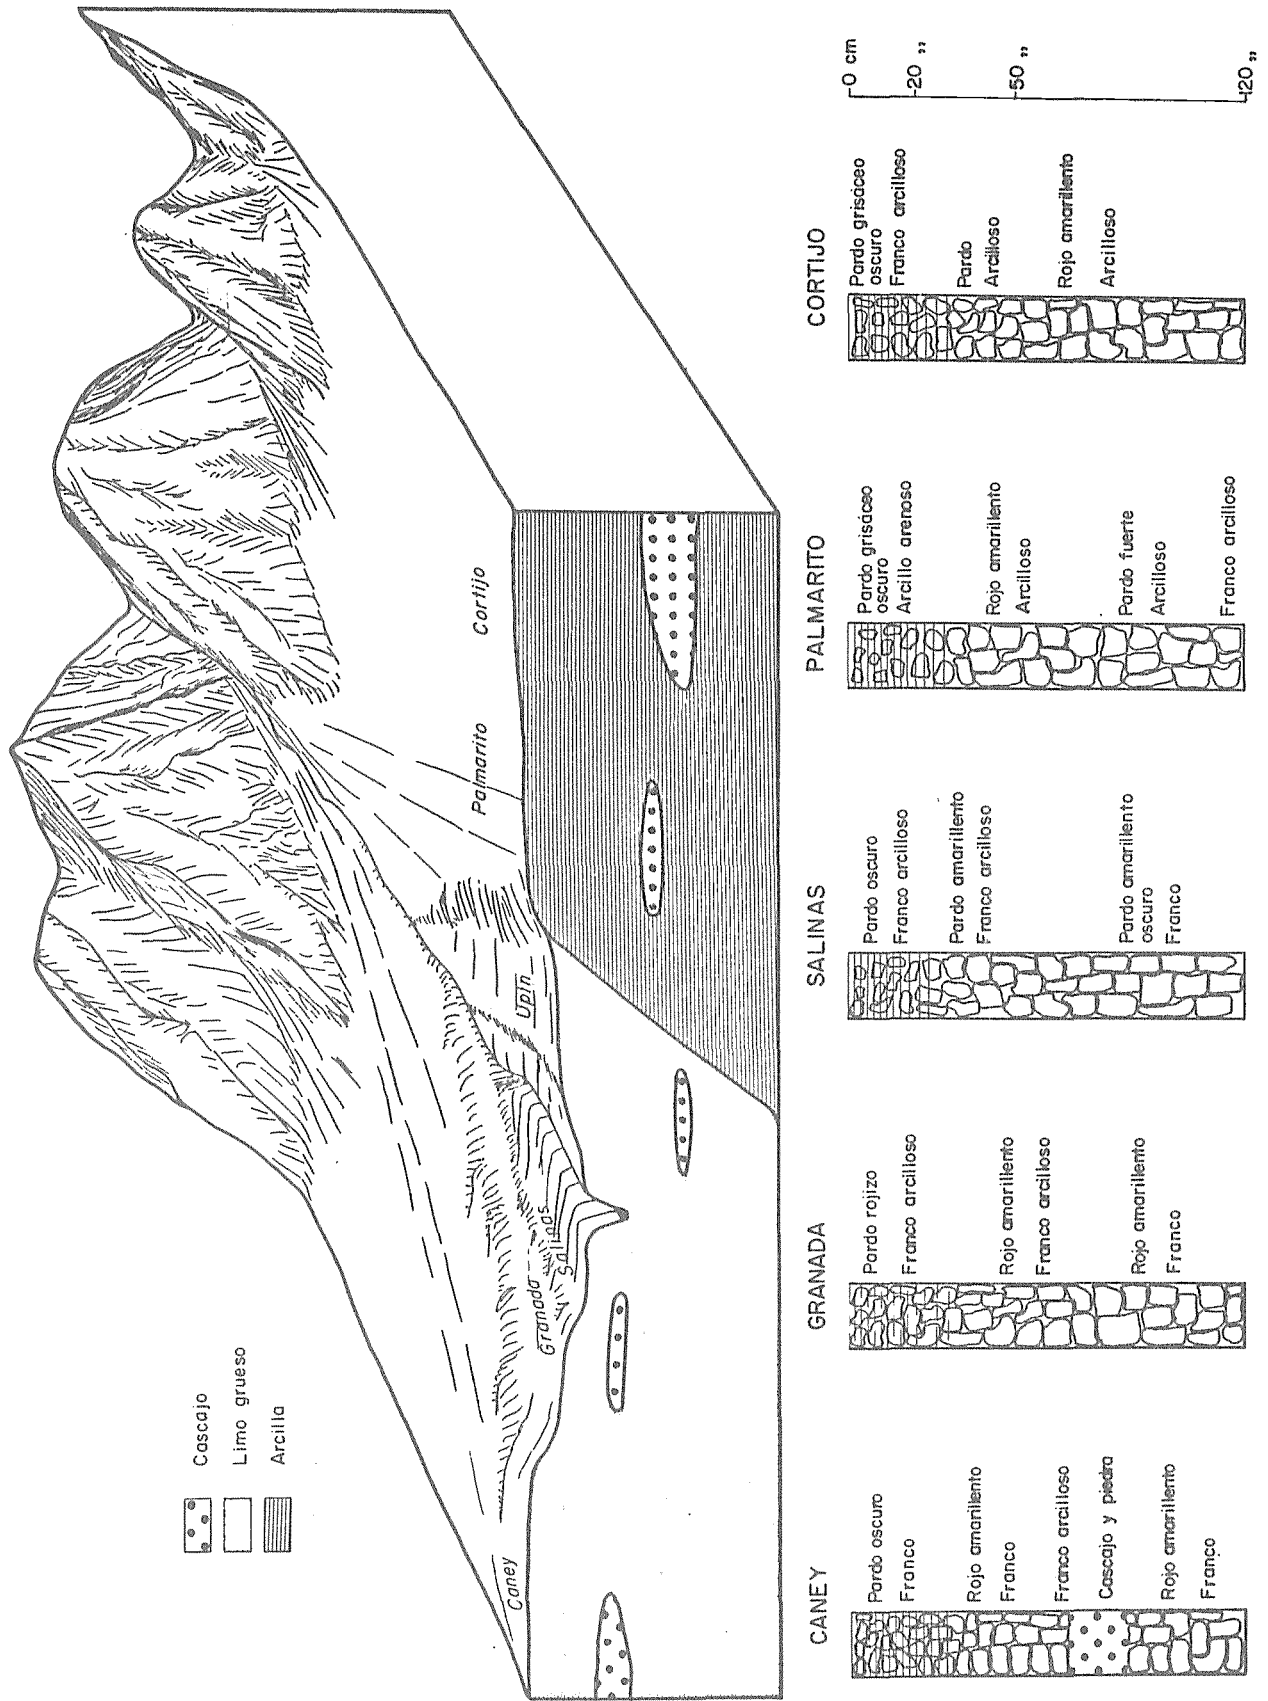 Cascajo
Limo grueso
Arcilla
Caney
Granada
Salinas
Upin
Palmarito
Cortijo
CANEY
Pardo oscuro
Franco
Rojo amarillento
Franco
Franco arcilloso
Cascajo y piedra
Rojo amarillento
Franco
GRANADA
Pardo rojizo
Franco arcilloso
Rojo amarillento
Franco arcilloso
Rojo amarillento
Franco
SALINAS
Pardo oscuro
Franco arcilloso
Pardo amarillento
Franco arcilloso
Pardo amarillento
oscuro
Franco
PALMARITO
Pardo grisáceo
oscuro
Arcillo arenoso
Rojo amarillento
Arcilloso
Pardo fuerte
Arcilloso
Franco arcilloso
CORTIJO
Pardo grisáceo
oscuro
Franco arcilloso
Pardo
Arcilloso
Rojo amarillento
Arcilloso
0 cm
20 „
50 „
120 „